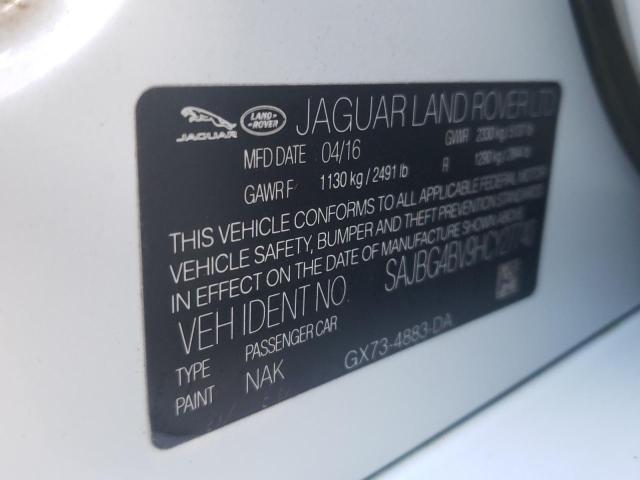 JAGUAR
LAND ROVER
JAGUAR LAND ROVER LTD
MFD DATE 04/16 GVWR
GAWR F 1130 kg / 2491 lb R
THIS VEHICLE CONFORMS TO ALL APPLICABLE FEDERAL MOTOR
VEHICLE SAFETY, BUMPER AND THEFT PREVENTION STANDARDS
IN EFFECT ON THE DATE OF MANUFACTURE SHOWN ABOVE.
VEH IDENT NO.
TYPE PASSENGER CAR
PAINT NAK GX73-4883-DA